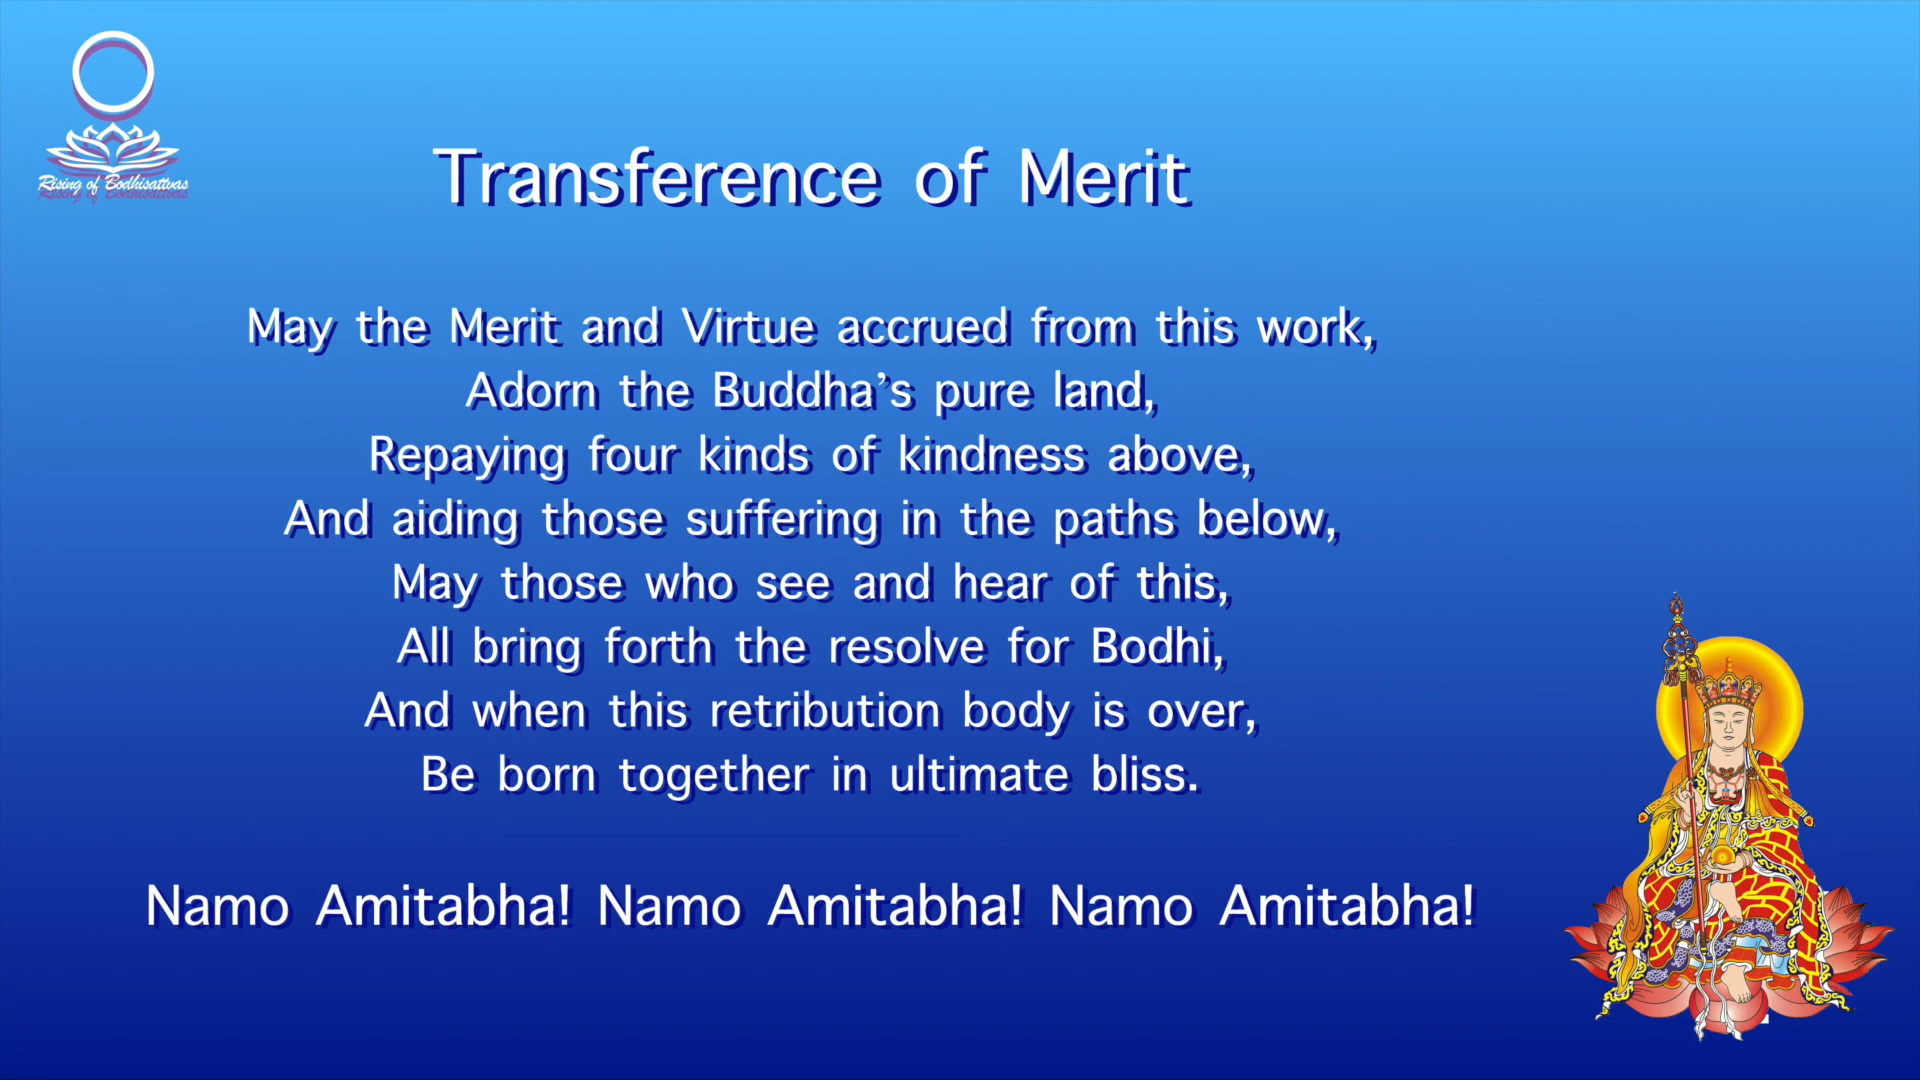 Rising of Bodhisattvas
Transference of Merit
May the Merit and Virtue accrued from this work,
Adorn the Buddha’s pure land,
Repaying four kinds of kindness above,
And aiding those suffering in the paths below,
May those who see and hear of this,
All bring forth the resolve for Bodhi,
And when this retribution body is over,
Be born together in ultimate bliss.
Namo Amitabha! Namo Amitabha! Namo Amitabha!